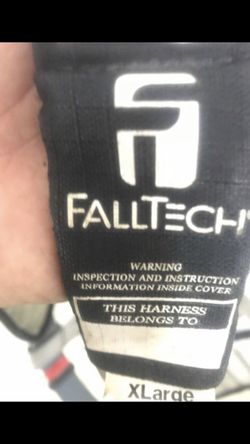 FALLTECH
WARNING
INSPECTION AND INSTRUCTION
INFORMATION INSIDE COVER
THIS HARNESS
BELONGS TO
XLarge